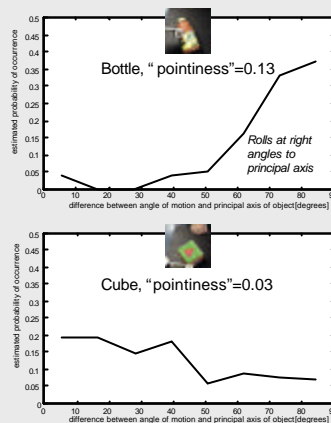 0.5
0.45
0.4
0.35
0.3
0.25
0.2
0.15
0.1
0.05
0
estimated probability of occurrence
Bottle, “ pointiness”=0.13
Rolls at right
angles to
principal axis
0 10 20 30 40 50 60 70 80 90
difference between angle of motion and principal axis of object[degrees]
0.5
0.45
0.4
0.35
0.3
0.25
0.2
0.15
0.1
0.05
0
estimated probability of occurrence
Cube, “pointiness”=0.03
0 10 20 30 40 50 60 70 80 90
difference between angle of motion and principal axis of object[degrees]